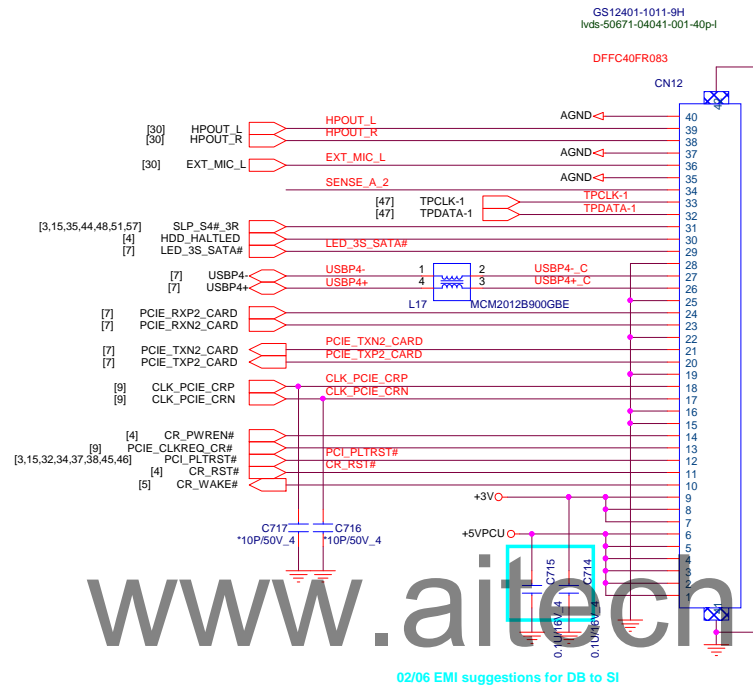 GS12401-1011-9H
lvds-50671-04041-001-40p-l
DFFC40FR083
CN12
[30] HPOUT_L HPOUT_L AGND 40
[30] HPOUT_R HPOUT_R 39
38
AGND 37
[30] EXT_MIC_L EXT_MIC_L 36
AGND 35
SENSE_A_2 34
[47] TPCLK-1 TPCLK-1 33
[47] TPDATA-1 TPDATA-1 32
[3,15,35,44,48,51,57] SLP_S4#_3R 31
[4] HDD_HALTLED 30
[7] LED_3S_SATA# LED_3S_SATA# 29
28
[7] USBP4- USBP4- 1 2 USBP4-_C 27
[7] USBP4+ USBP4+ 4 3 USBP4+_C 26
L17 MCM2012B900GBE 25
[7] PCIE_RXP2_CARD 24
[7] PCIE_RXN2_CARD 23
22
[7] PCIE_TXN2_CARD PCIE_TXN2_CARD 21
[7] PCIE_TXP2_CARD PCIE_TXP2_CARD 20
19
[9] CLK_PCIE_CRP CLK_PCIE_CRP 18
[9] CLK_PCIE_CRN CLK_PCIE_CRN 17
16
15
[4] CR_PWREN# 14
[9] PCIE_CLKREQ_CR# 13
[3,15,32,34,37,38,45,46] PCI_PLTRST# PCI_PLTRST# 12
[4] CR_RST# CR_RST# 11
[5] CR_WAKE# 10
+3V 9
8
7
+5VPCU 6
5
4
3
2
1
C717 C716
*10P/50V_4 *10P/50V_4
C715 C714
0.1U/16V_4 0.1U/16V_4
41
www.aitech
02/06 EMI suggestions for DB to SI